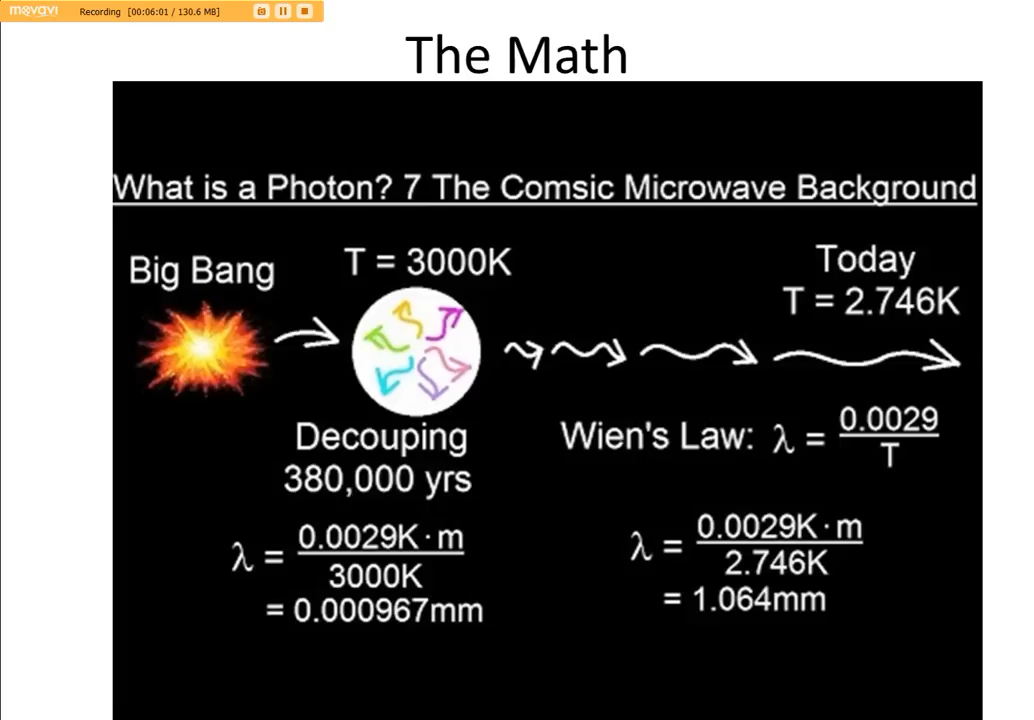 movavi Recording [00:06:01 / 130.6 MB]
The Math
What is a Photon? 7 The Comsic Microwave Background
Big Bang
T = 3000K
Today
T = 2.746K
Decouping
380,000 yrs
Wien's Law: λ = 0.0029
T
λ = 0.0029K·m
3000K
= 0.000967mm
λ = 0.0029K·m
2.746K
= 1.064mm